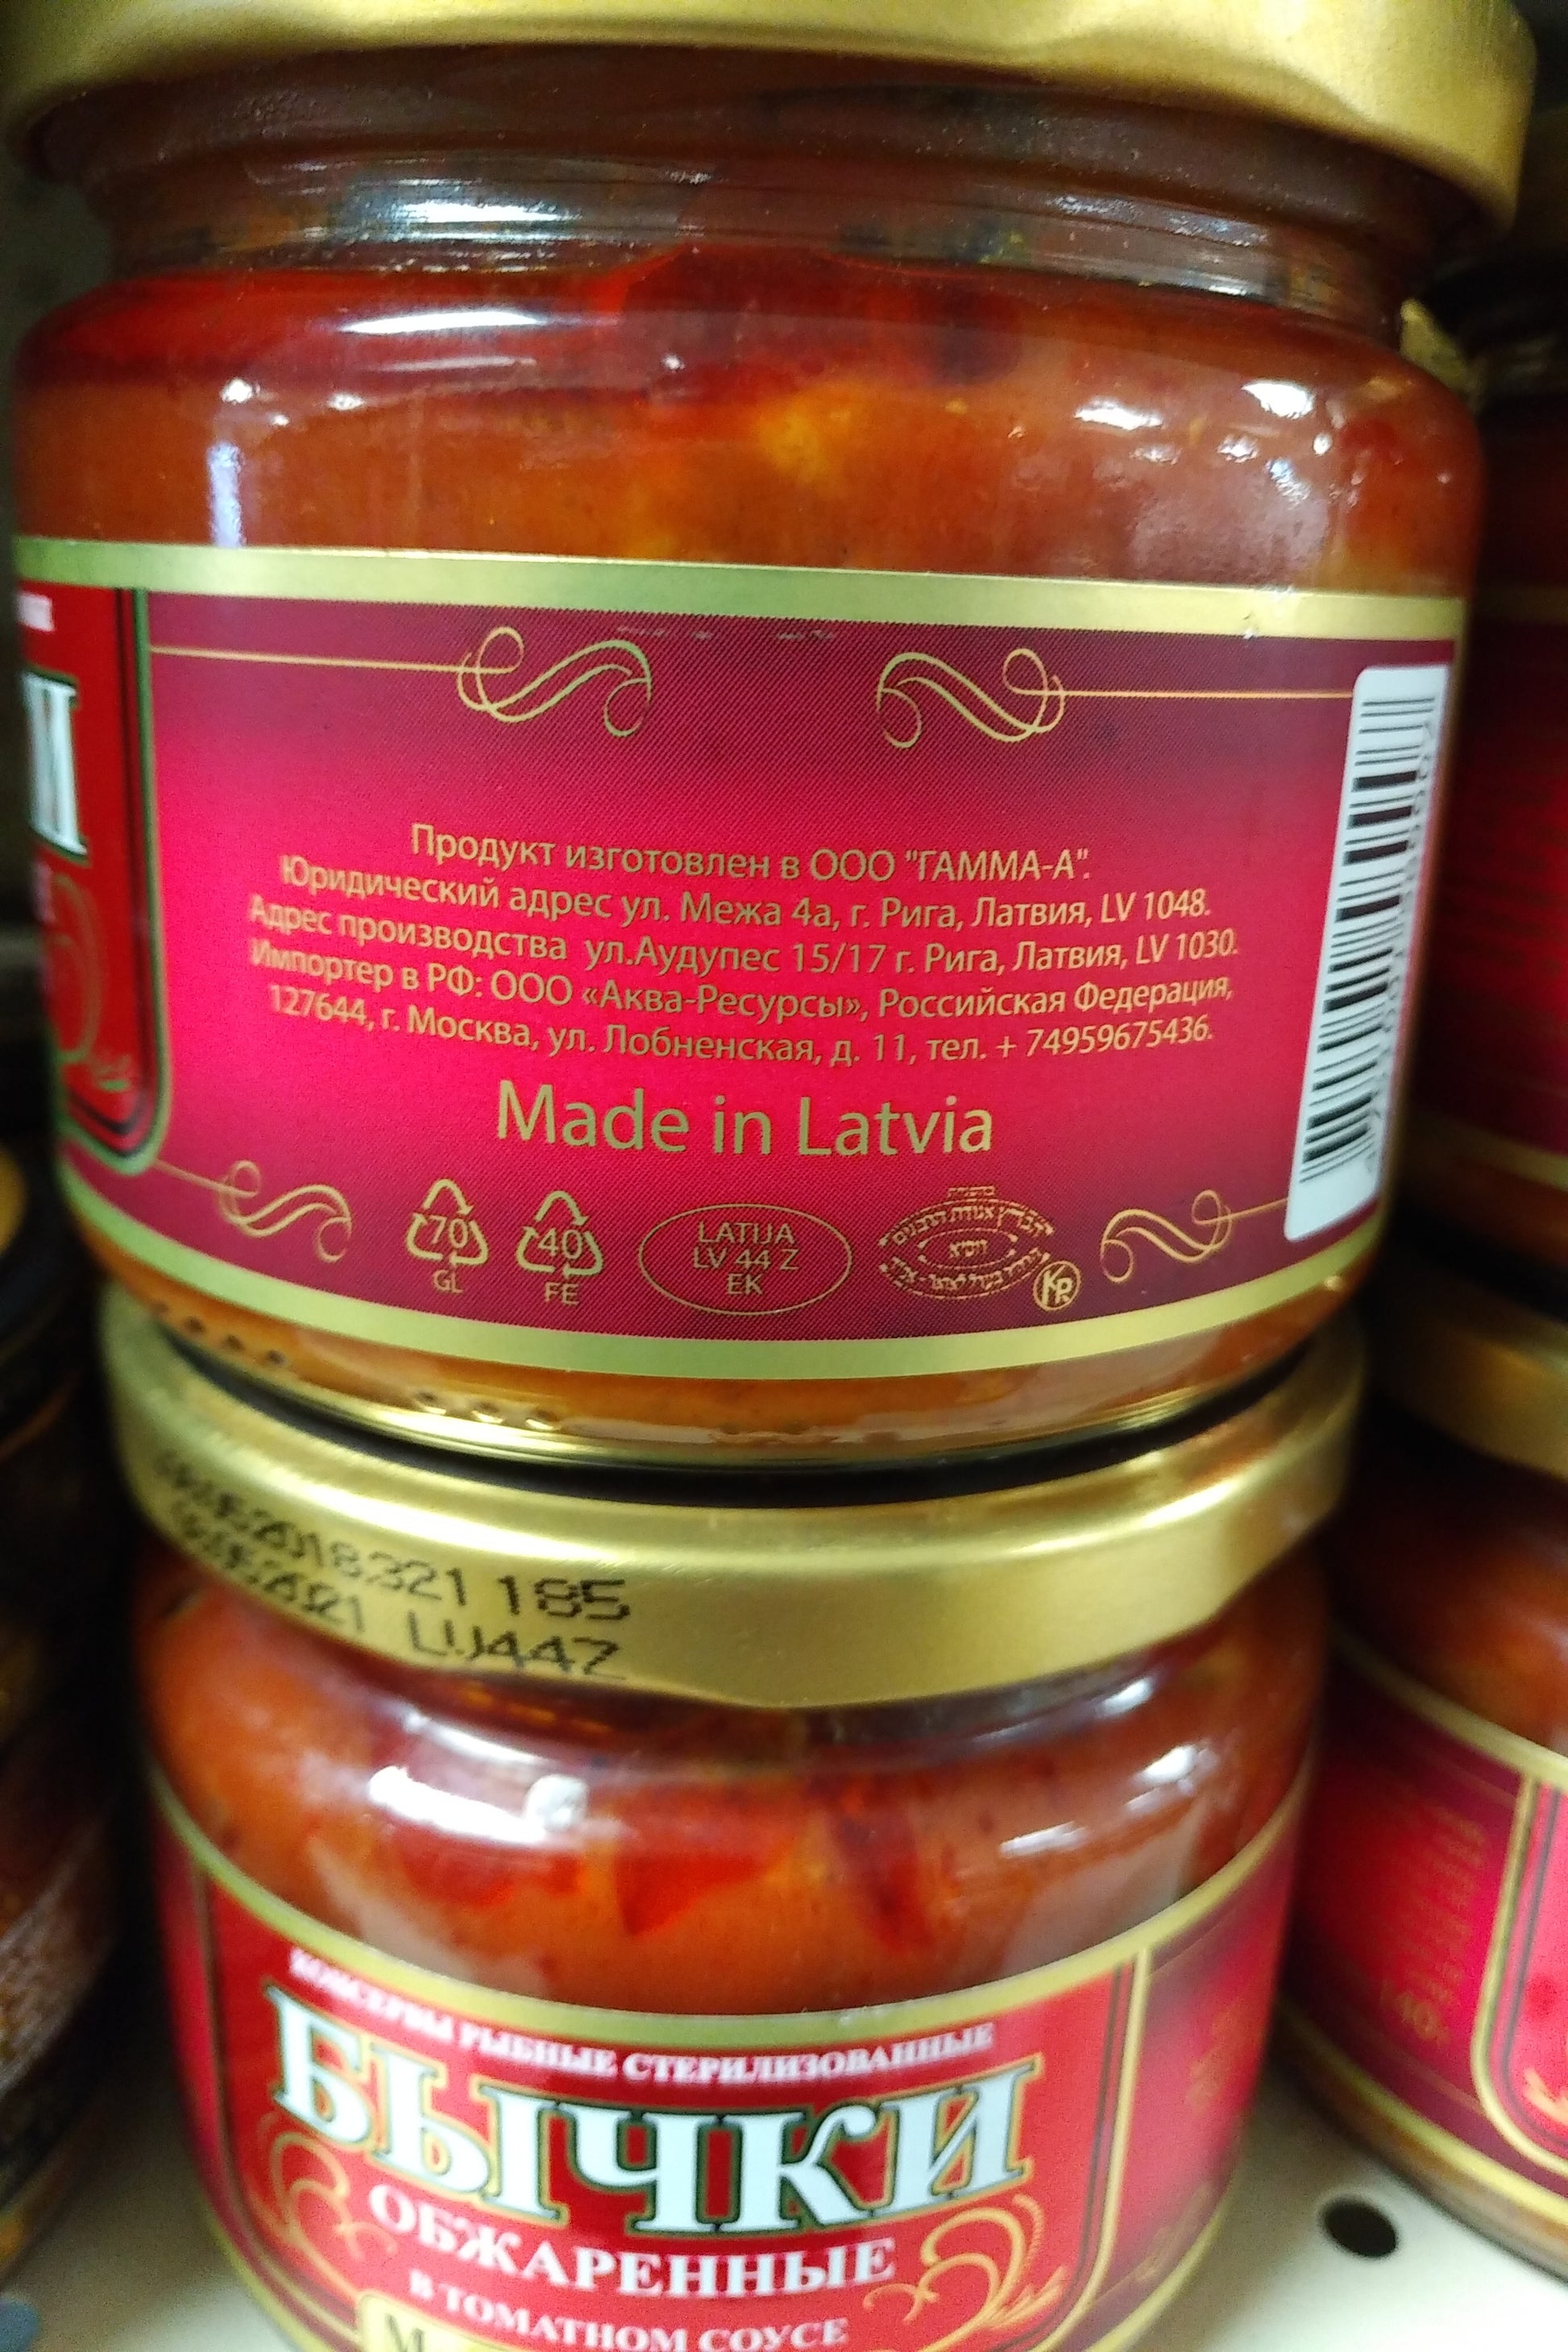 Продукт изготовлен в ООО "ГАММА-А".
Юридический адрес ул. Межа 4а, г. Рига, Латвия, LV 1048.
Адрес производства ул.Аудупес 15/17 г. Рига, Латвия, LV 1030.
Импортер в РФ: ООО «Аква-Ресурсы», Российская Федерация,
127644, г. Москва, ул. Лобненская, д. 11, тел. + 74959675436.
Made in Latvia
70
GL
40
FE
LATIJA
LV 44 Z
EK
רוסיא
KP
185
LV44Z
КОНСЕРВЫ РЫБНЫЕ СТЕРИЛИЗОВАННЫЕ
БЫЧКИ
ОБЖАРЕННЫЕ
В ТОМАТНОМ СОУСЕ